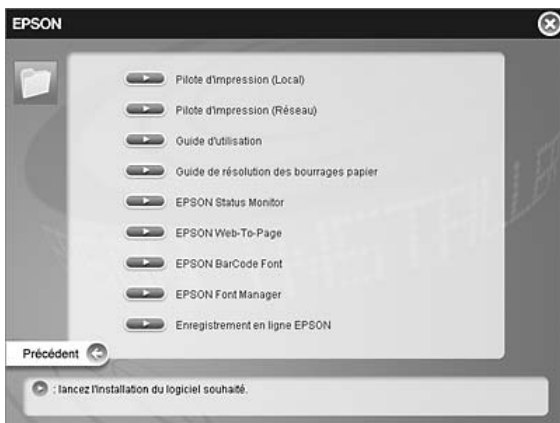 EPSON
Pilote d'impression (Local)
Pilote d'impression (Réseau)
Guide d'utilisation
Guide de résolution des bourrages papier
EPSON Status Monitor
EPSON Web-To-Page
EPSON BarCode Font
EPSON Font Manager
Enregistrement en ligne EPSON
Précédent
: lancez l'installation du logiciel souhaité.